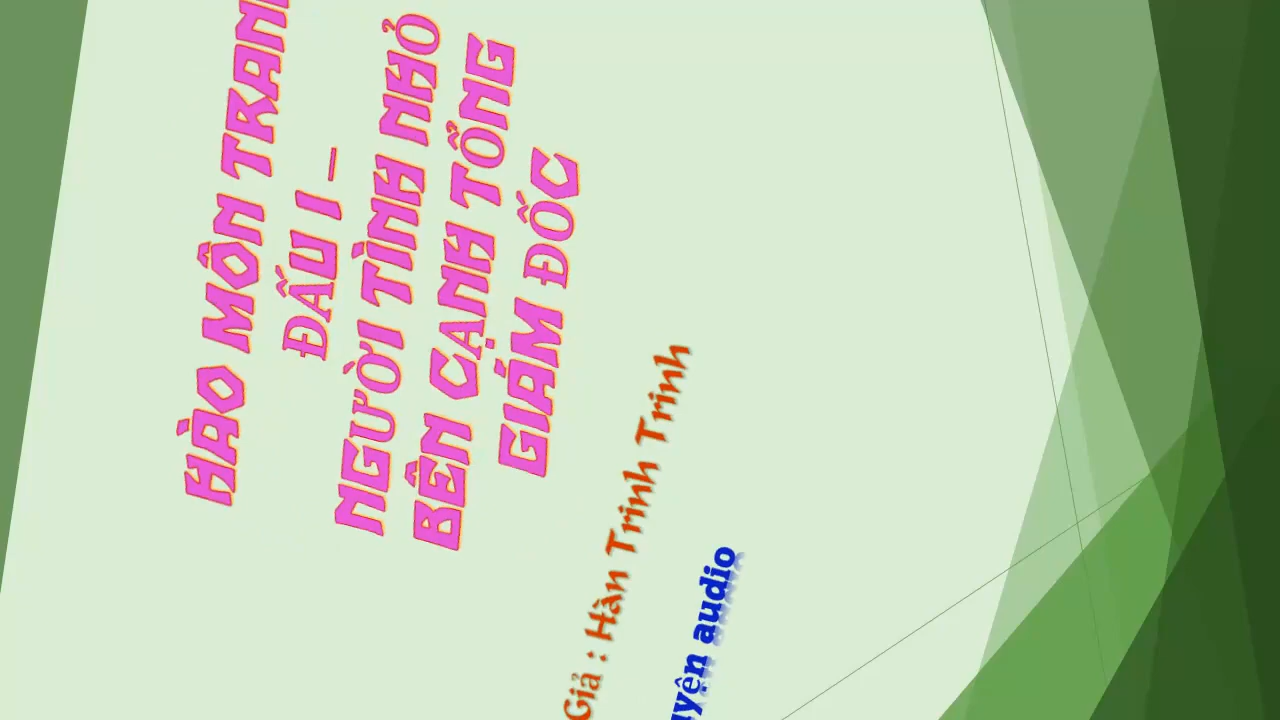 HÀO MÔN TRANH
ĐẤU I –
NGƯỜI TÌNH NHỎ
BÊN CẠNH TỔNG
GIÁM ĐỐC
Giả : Hàn Trinh Trinh
audio